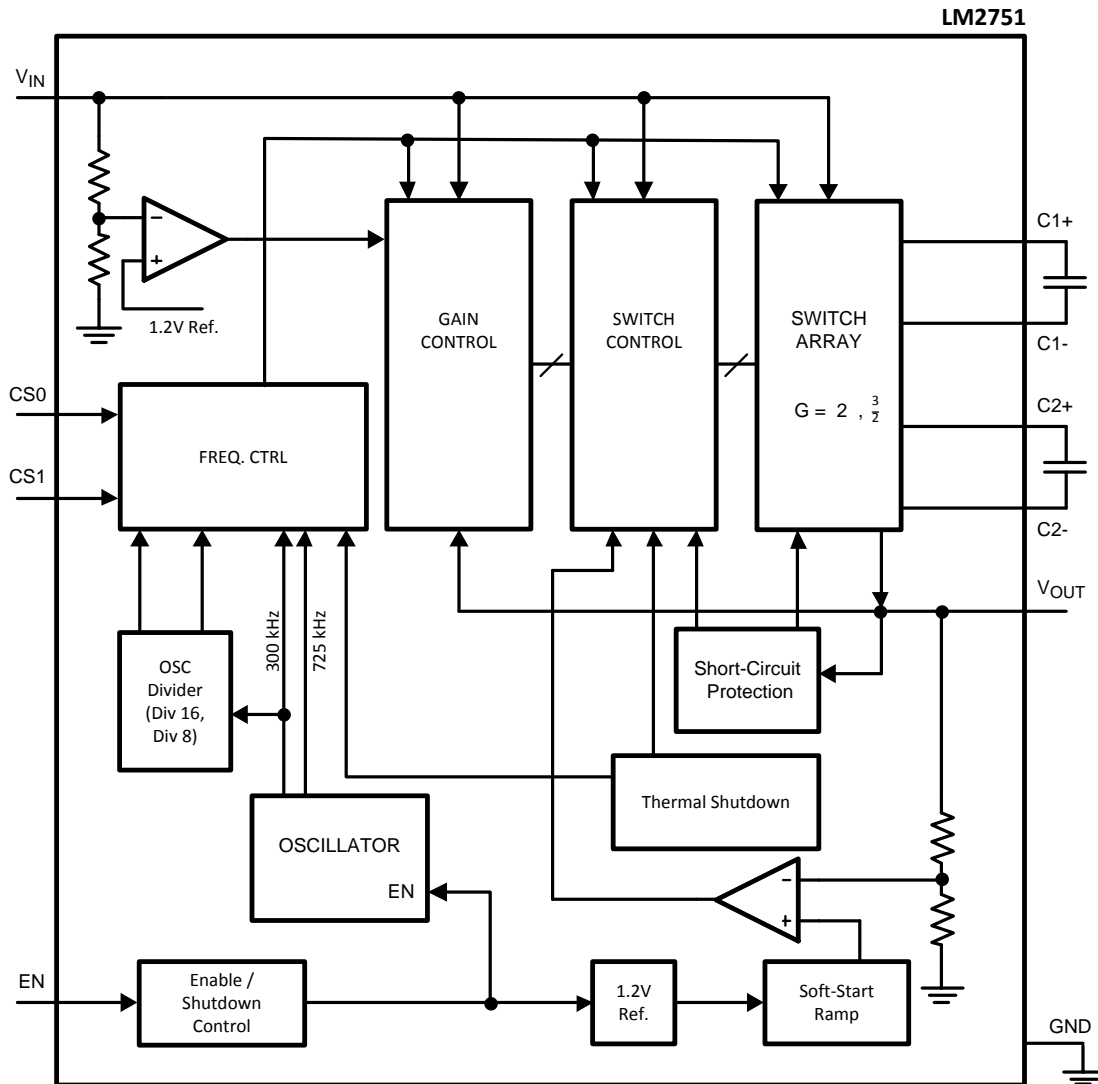 LM2751
V_IN
C1+
1.2V Ref.
GAIN
CONTROL
SWITCH
CONTROL
SWITCH
ARRAY
G = 2 , 3/2
C1-
CS0
C2+
FREQ. CTRL
CS1
C2-
V_OUT
300 kHz
725 kHz
OSC
Divider
(Div 16,
Div 8)
Short-Circuit
Protection
Thermal Shutdown
OSCILLATOR
EN
EN
Enable /
Shutdown
Control
1.2V
Ref.
Soft-Start
Ramp
GND